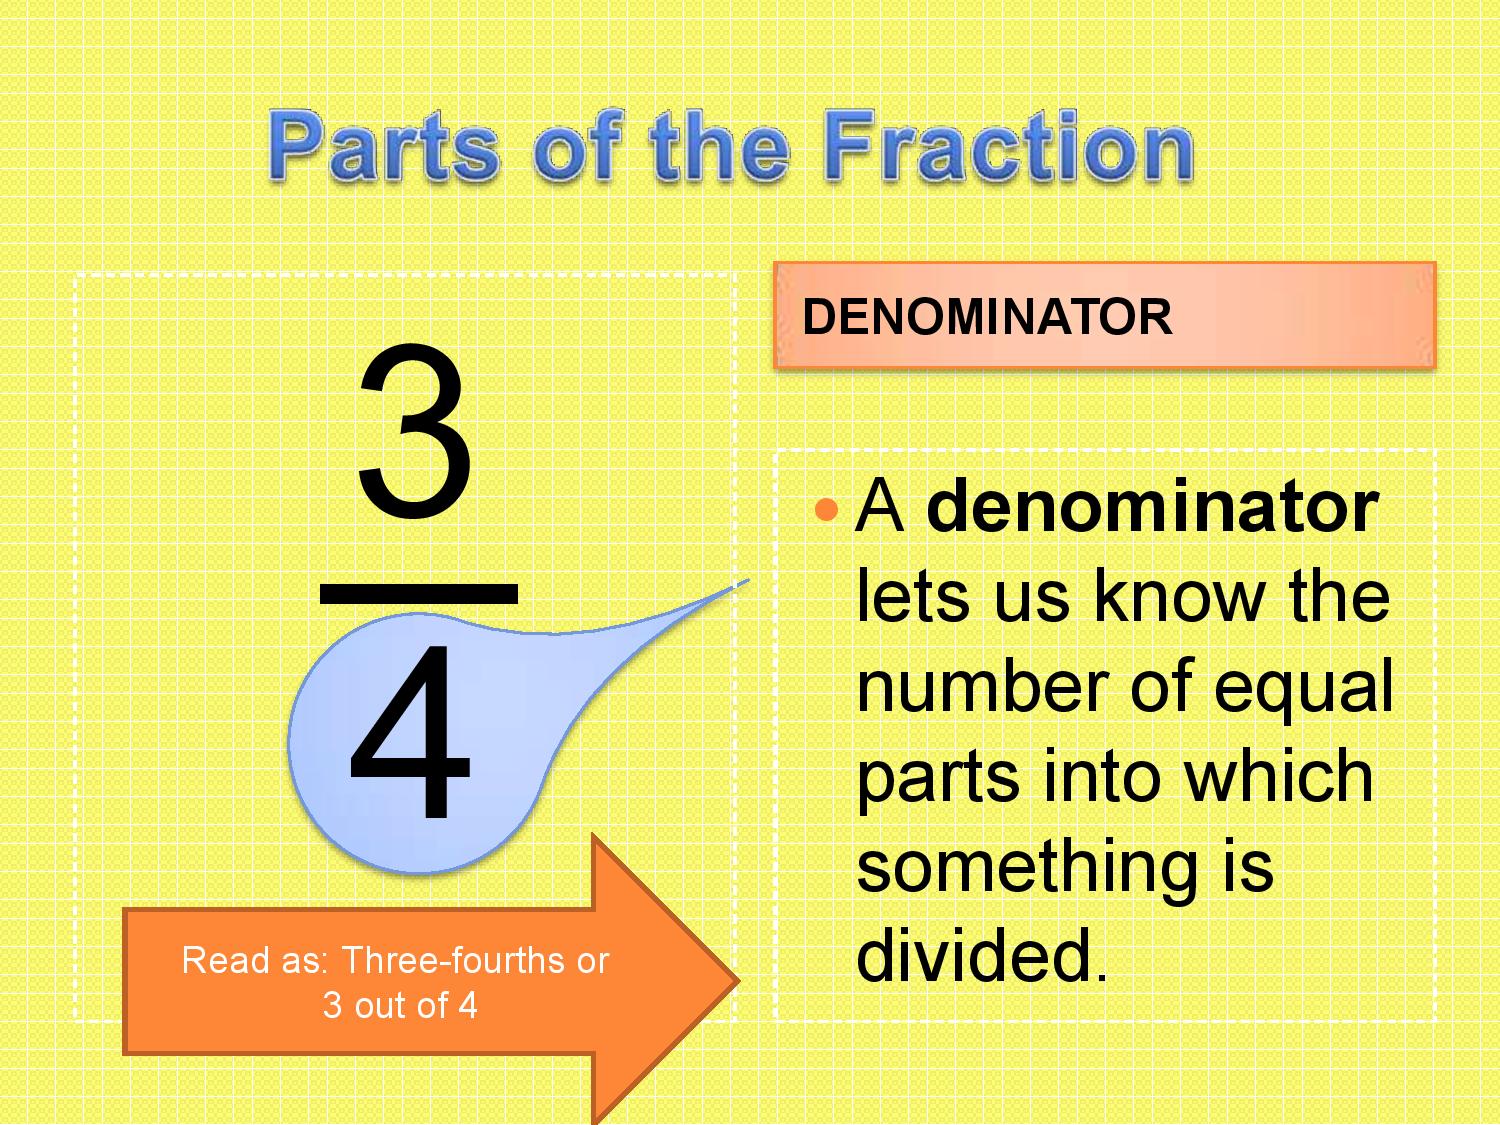 Parts of the Fraction
3
4
Read as: Three-fourths or
3 out of 4
DENOMINATOR
• A denominator
lets us know the
number of equal
parts into which
something is
divided.